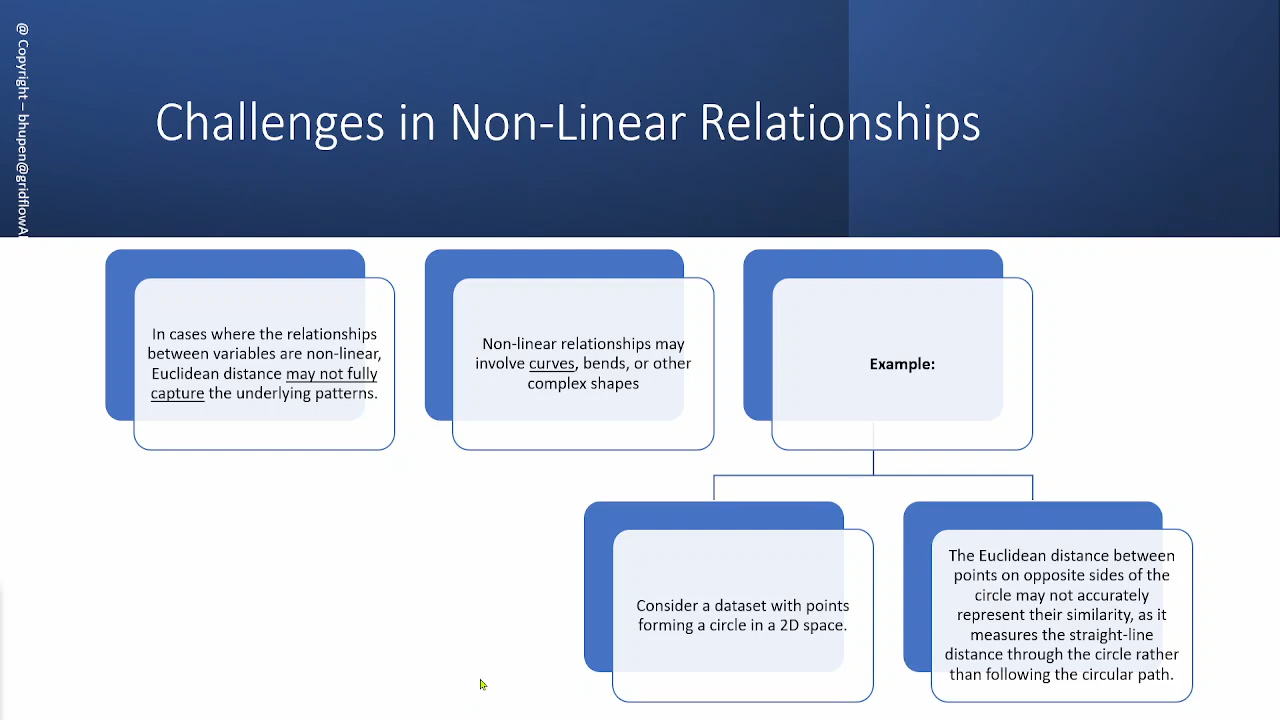 @ Copyright – bhupen@gridflowAI
Challenges in Non-Linear Relationships
In cases where the relationships
between variables are non-linear,
Euclidean distance may not fully
capture the underlying patterns.
Non-linear relationships may
involve curves, bends, or other
complex shapes
Example:
Consider a dataset with points
forming a circle in a 2D space.
The Euclidean distance between
points on opposite sides of the
circle may not accurately
represent their similarity, as it
measures the straight-line
distance through the circle rather
than following the circular path.